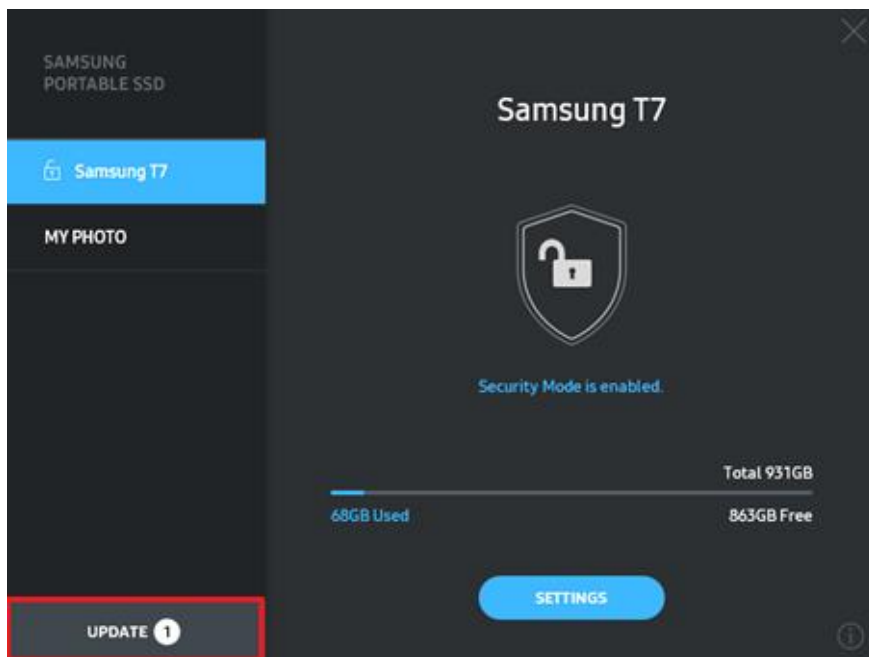 SAMSUNG
PORTABLE SSD
Samsung T7
MY PHOTO
UPDATE 1
Samsung T7
Security Mode is enabled.
Total 931GB
68GB Used
863GB Free
SETTINGS